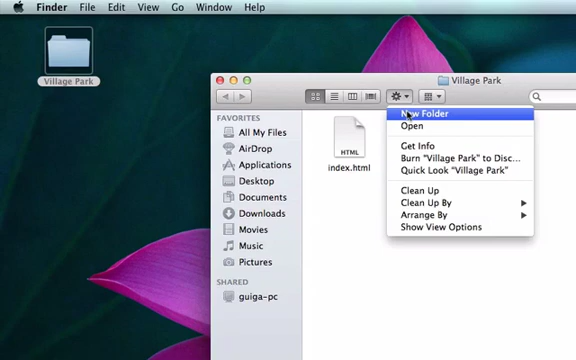 Finder File Edit View Go Window Help
Village Park
Village Park
FAVORITES
All My Files
AirDrop
Applications
Desktop
Documents
Downloads
Movies
Music
Pictures
SHARED
guiga-pc
HTML
index.html
New Folder
Open
Get Info
Burn "Village Park" to Disc...
Quick Look "Village Park"
Clean Up
Clean Up By
Arrange By
Show View Options